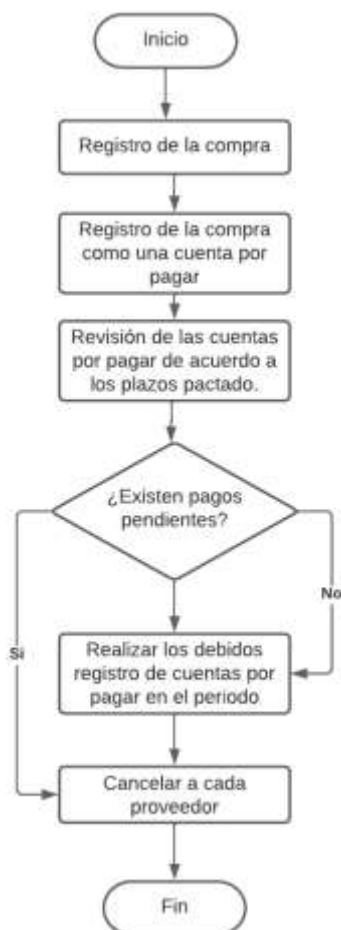 Inicio
Registro de la compra
Registro de la compra
como una cuenta por
pagar
Revisión de las cuentas
por pagar de acuerdo a
los plazos pactado.
¿Existen pagos
pendientes?
No
Si
Realizar los debidos
registro de cuentas por
pagar en el periodo
Cancelar a cada
proveedor
Fin